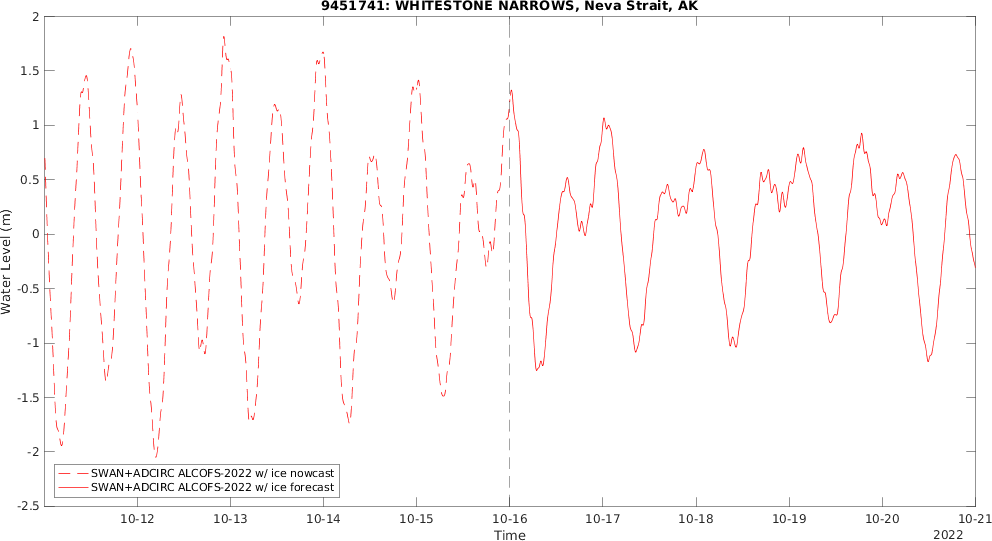 9451741: WHITESTONE NARROWS, Neva Strait, AK
Water Level (m)
2
1.5
1
0.5
0
-0.5
-1
-1.5
-2
-2.5
SWAN+ADCIRC ALCOFS-2022 w/ ice nowcast
SWAN+ADCIRC ALCOFS-2022 w/ ice forecast
10-12 10-13 10-14 10-15 10-16 10-17 10-18 10-19 10-20 10-21
Time
2022